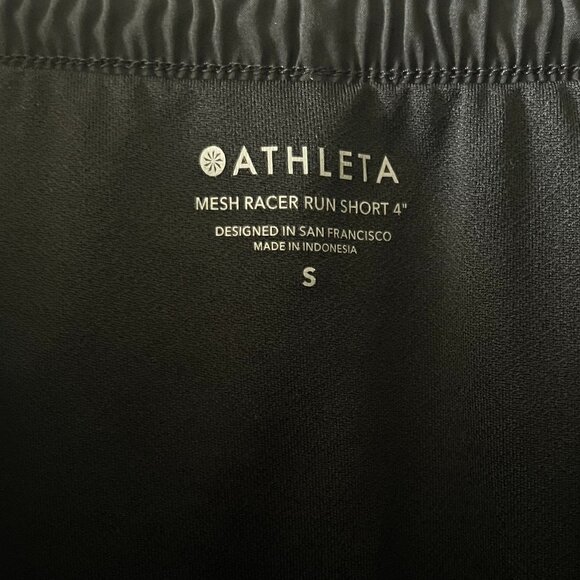 ATHLETA
MESH RACER RUN SHORT 4"
DESIGNED IN SAN FRANCISCO
MADE IN INDONESIA
S